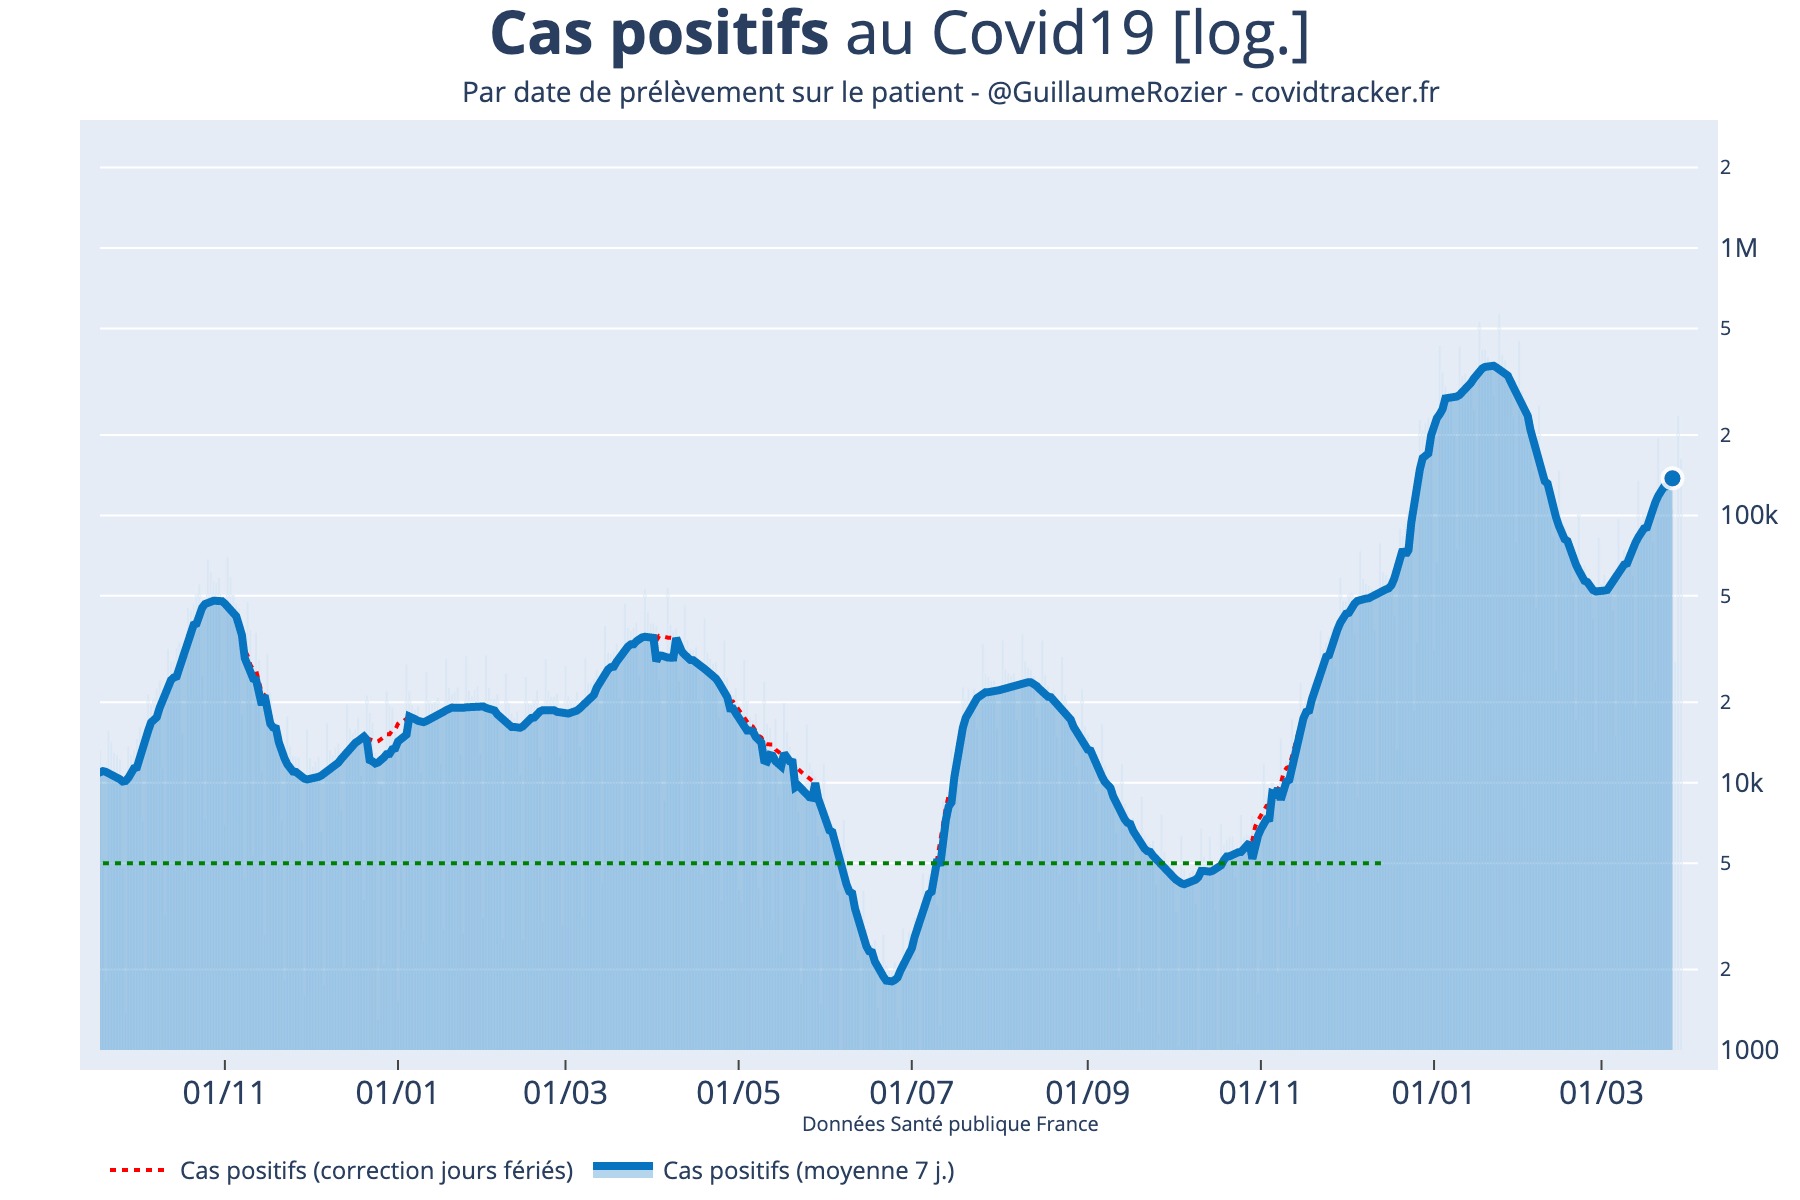 Cas positifs au Covid19 [log.]
Par date de prélèvement sur le patient - @GuillaumeRozier - covidtracker.fr
2
1M
5
2
100k
5
2
10k
5
2
1000
01/11 01/01 01/03 01/05 01/07 01/09 01/11 01/01 01/03
Données Santé publique France
Cas positifs (correction jours fériés) Cas positifs (moyenne 7 j.)